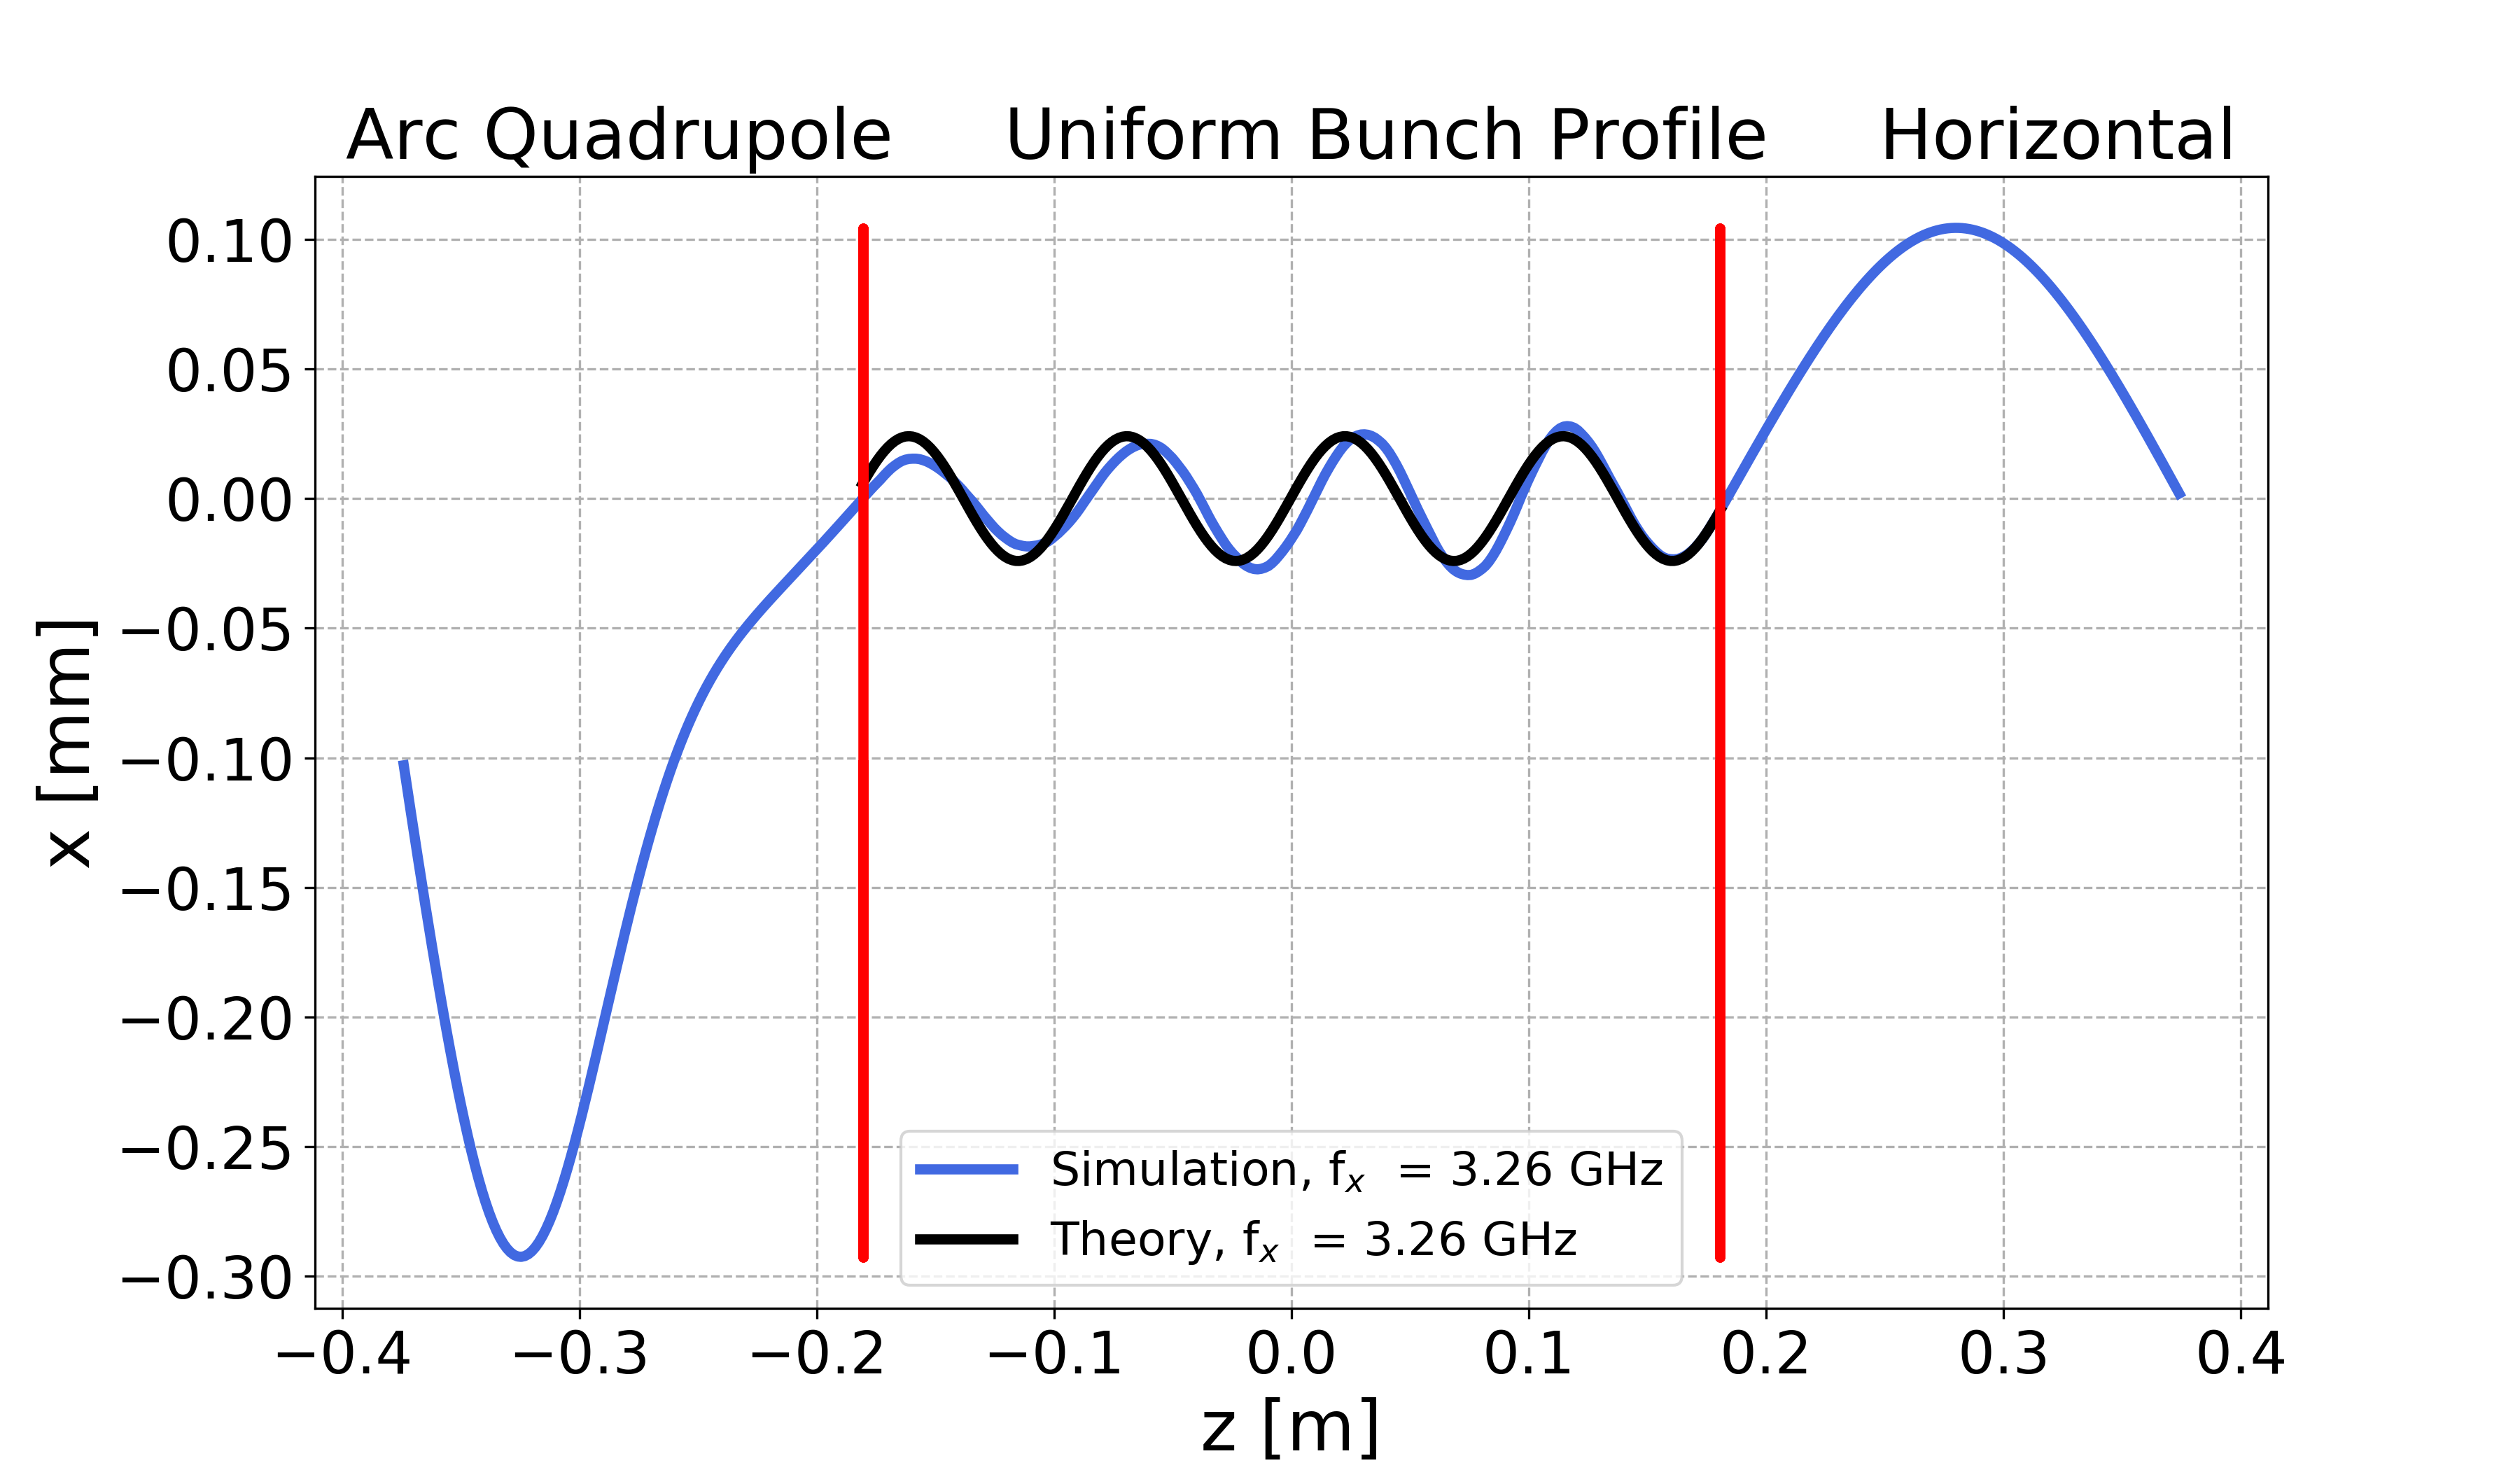 Arc Quadrupole Uniform Bunch Profile Horizontal
0.10
0.05
0.00
−0.05
−0.10
−0.15
−0.20
−0.25
−0.30
x [mm]
Simulation, fₓ = 3.26 GHz
Theory, fₓ = 3.26 GHz
−0.4 −0.3 −0.2 −0.1 0.0 0.1 0.2 0.3 0.4
z [m]